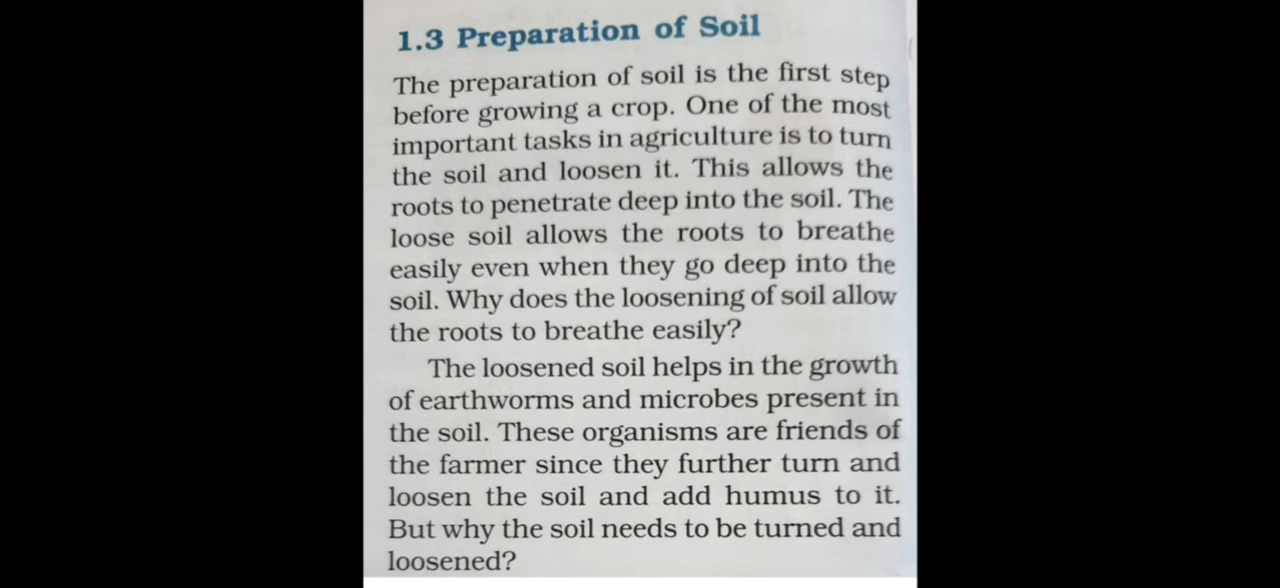 1.3 Preparation of Soil
The preparation of soil is the first step
before growing a crop. One of the most
important tasks in agriculture is to turn
the soil and loosen it. This allows the
roots to penetrate deep into the soil. The
loose soil allows the roots to breathe
easily even when they go deep into the
soil. Why does the loosening of soil allow
the roots to breathe easily?
The loosened soil helps in the growth
of earthworms and microbes present in
the soil. These organisms are friends of
the farmer since they further turn and
loosen the soil and add humus to it.
But why the soil needs to be turned and
loosened?